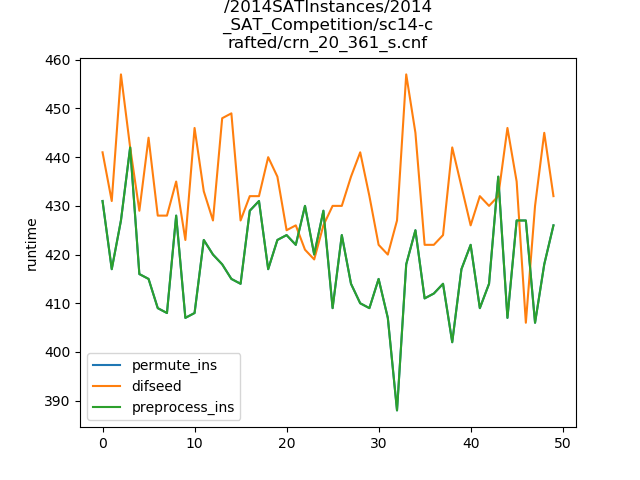 /2014SATInstances/2014
_SAT_Competition/sc14-c
rafted/crn_20_361_s.cnf
460
450
440
430
420
410
400
390
runtime
permute_ins
difseed
preprocess_ins
0 10 20 30 40 50